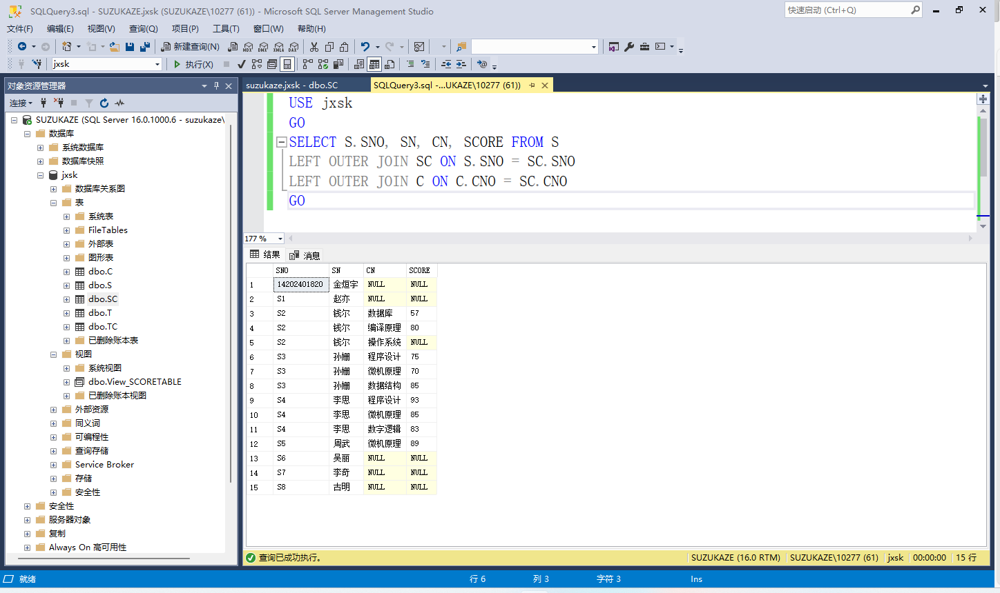 SQLQuery3.sql - SUZUKAZE.jxsk (SUZUKAZE\10277 (61)) - Microsoft SQL Server Management Studio
快速启动 (Ctrl+Q)
文件(F) 编辑(E) 视图(V) 查询(Q) 项目(P) 工具(T) 窗口(W) 帮助(H)
新建查询(N) MDX DMX XMLA DAX
jxsk 执行(X)
对象资源管理器
连接
SUZUKAZE (SQL Server 16.0.1000.6 - suzukaze\
数据库
系统数据库
数据库快照
jxsk
数据库关系图
表
系统表
FileTables
外部表
图形表
dbo.C
dbo.S
dbo.SC
dbo.T
dbo.TC
已删除账本表
视图
系统视图
dbo.View_SCORETABLE
已删除账本视图
外部资源
同义词
可编程性
查询存储
Service Broker
存储
安全性
安全性
服务器对象
复制
Always On 高可用性
suzukaze.jxsk - dbo.SC
SQLQuery3.sql -...UKAZE\10277 (61))
USE jxsk
GO
SELECT S.SNO, SN, CN, SCORE FROM S
LEFT OUTER JOIN SC ON S.SNO = SC.SNO
LEFT OUTER JOIN C ON C.CNO = SC.CNO
GO
177 %
结果 消息
SNO SN CN SCORE
1 14202401820 金烜宇 NULL NULL
2 S1 赵亦 NULL NULL
3 S2 钱尔 数据库 57
4 S2 钱尔 编译原理 80
5 S2 钱尔 操作系统 NULL
6 S3 孙姗 程序设计 75
7 S3 孙姗 微机原理 70
8 S3 孙姗 数据结构 85
9 S4 李思 程序设计 93
10 S4 李思 微机原理 85
11 S4 李思 数字逻辑 83
12 S5 周武 微机原理 89
13 S6 吴丽 NULL NULL
14 S7 李奇 NULL NULL
15 S8 古明 NULL NULL
查询已成功执行。 SUZUKAZE (16.0 RTM) SUZUKAZE\10277 (61) jxsk 00:00:00 15 行
就绪 行 6 列 3 字符 3 Ins